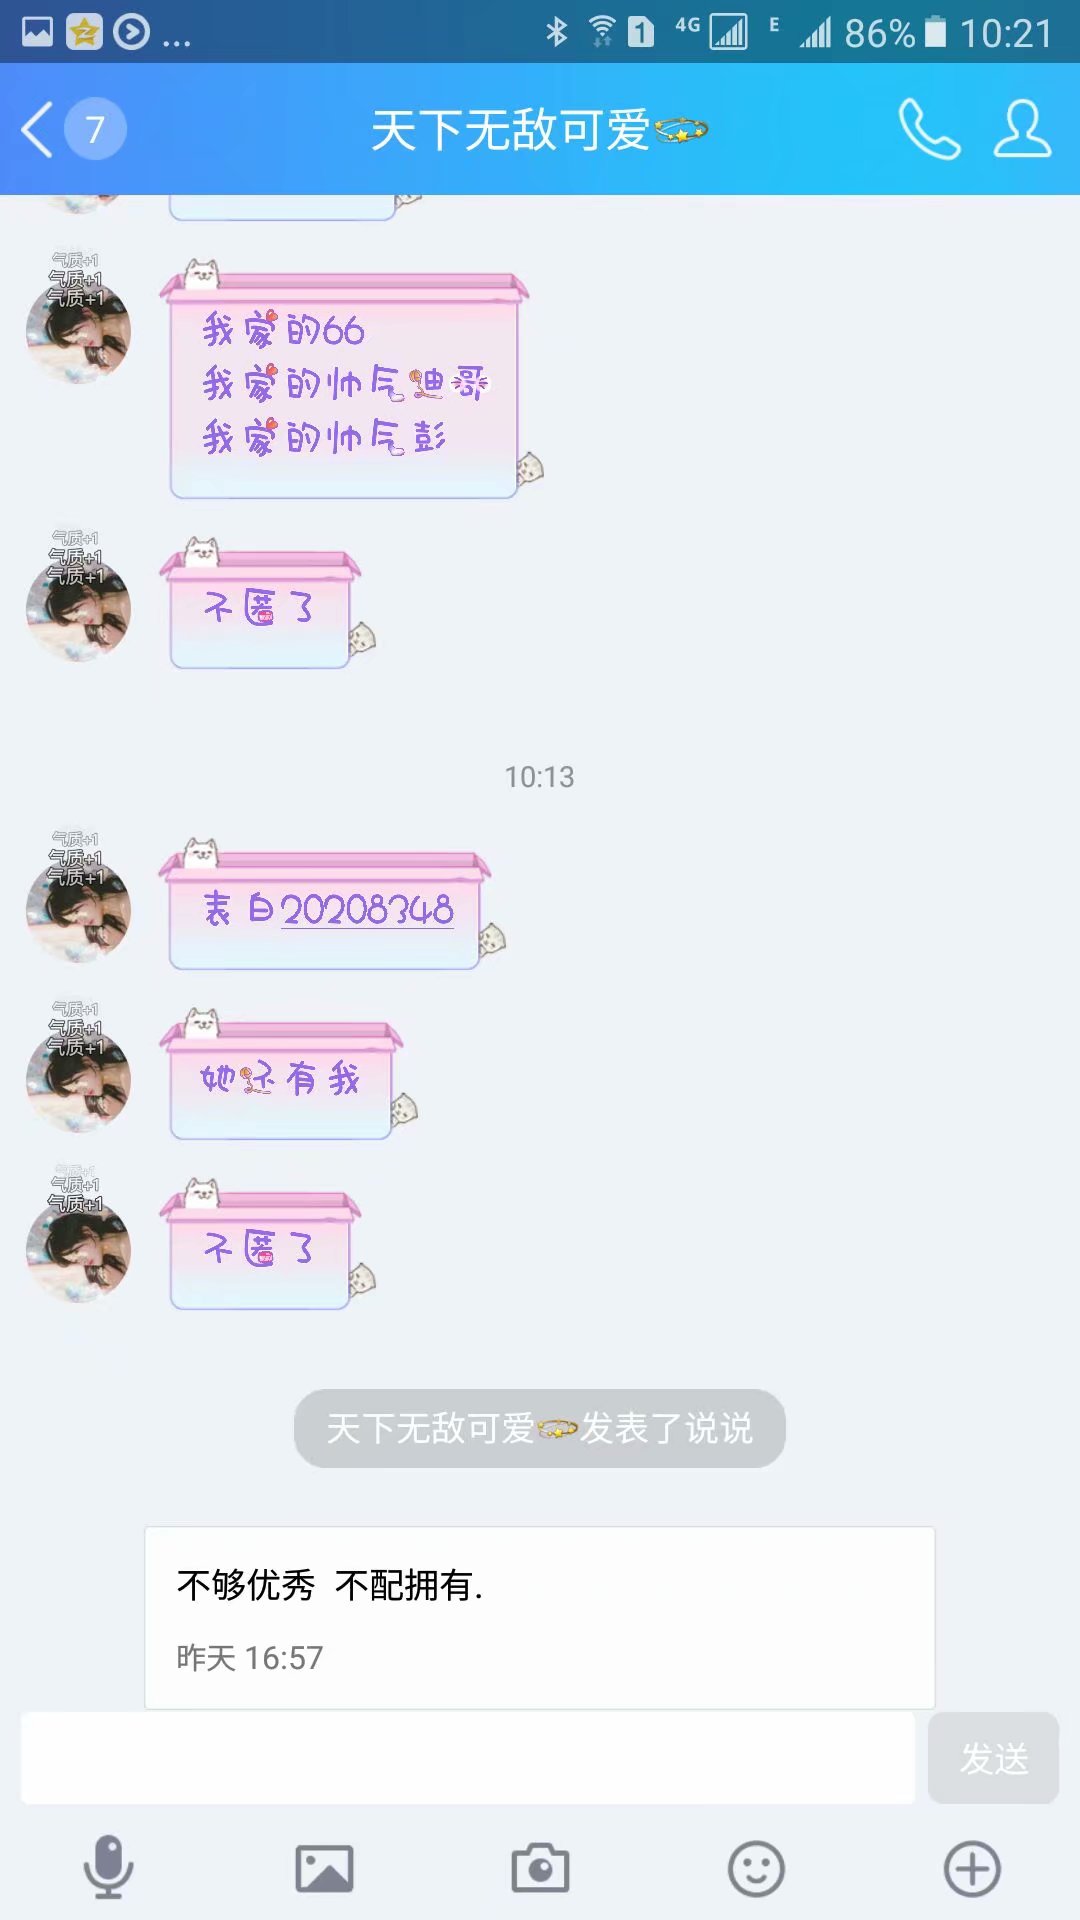 1 4G E 86% 10:21
7 天下无敌可爱
气质+1
气质+1
气质+1
我家的66
我家的帅气迪哥
我家的帅气彭
气质+1
气质+1
气质+1
不匿了
10:13
气质+1
气质+1
气质+1
表白20208348
气质+1
气质+1
气质+1
她还有我
气质+1
气质+1
气质+1
不匿了
天下无敌可爱发表了说说
不够优秀 不配拥有.
昨天 16:57
发送